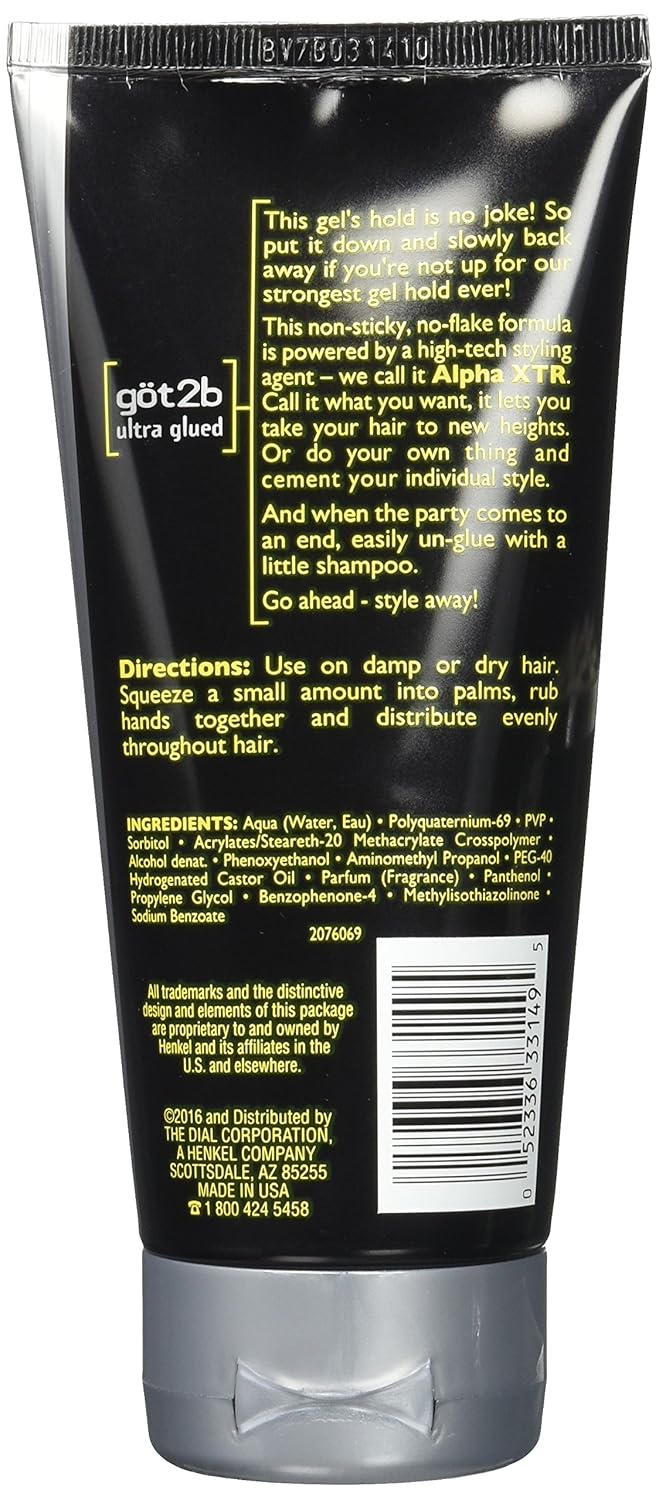 BV7B031410
This gel's hold is no joke! So
put it down and slowly back
away if you're not up for our
strongest gel hold ever!
This non-sticky, no-flake formula
is powered by a high-tech styling
agent – we call it Alpha XTR.
Call it what you want, it lets you
take your hair to new heights.
Or do your own thing and
cement your individual style.
And when the party comes to
an end, easily un-glue with a
little shampoo.
Go ahead - style away!
göt2b
ultra glued
Directions: Use on damp or dry hair.
Squeeze a small amount into palms, rub
hands together and distribute evenly
throughout hair.
INGREDIENTS: Aqua (Water, Eau) • Polyquaternium-69 • PVP •
Sorbitol • Acrylates/Steareth-20 Methacrylate Crosspolymer •
Alcohol denat. • Phenoxyethanol • Aminomethyl Propanol • PEG-40
Hydrogenated Castor Oil • Parfum (Fragrance) • Panthenol •
Propylene Glycol • Benzophenone-4 • Methylisothiazolinone •
Sodium Benzoate
2076069
All trademarks and the distinctive
design and elements of this package
are proprietary to and owned by
Henkel and its affiliates in the
U.S. and elsewhere.
©2016 and Distributed by
THE DIAL CORPORATION,
A HENKEL COMPANY
SCOTTSDALE, AZ 85255
MADE IN USA
☎1 800 424 5458
0 52336 33149 5